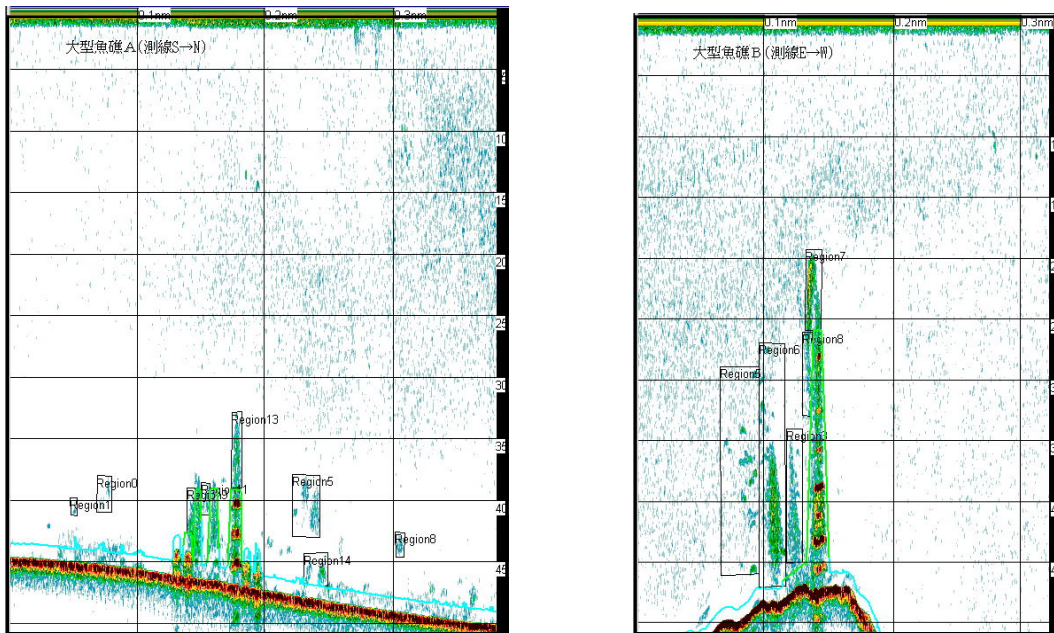 0.1nm 0.2nm 0.3nm
大型魚礁A(測線S→N)
5
10
15
20
25
30
Region13
35
Region0
Region5
Region1
40
Region8
Region14
45
0.1nm 0.2nm 0.3nm
大型魚礁B(測線E→W)
Region7
Region8
Region6
Region5
Region3